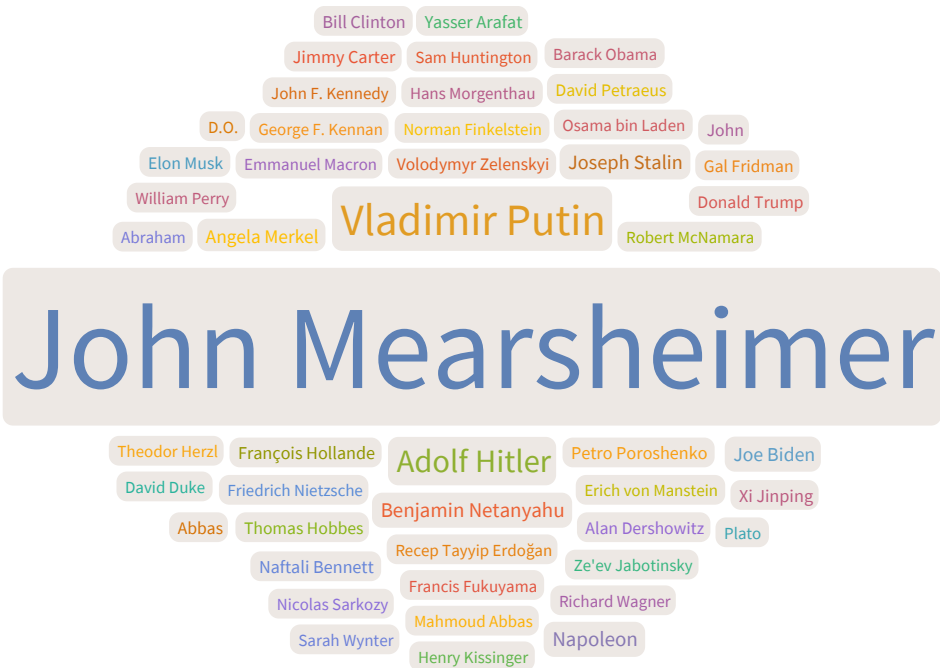 Bill Clinton Yasser Arafat
Jimmy Carter Sam Huntington Barack Obama
John F. Kennedy Hans Morgenthau David Petraeus
D.O. George F. Kennan Norman Finkelstein Osama bin Laden John
Elon Musk Emmanuel Macron Volodymyr Zelenskyi Joseph Stalin Gal Fridman
William Perry Vladimir Putin Donald Trump
Abraham Angela Merkel Robert McNamara
John Mearsheimer
Theodor Herzl François Hollande Adolf Hitler Petro Poroshenko Joe Biden
David Duke Friedrich Nietzsche Erich von Manstein Xi Jinping
Benjamin Netanyahu
Abbas Thomas Hobbes Alan Dershowitz Plato
Recep Tayyip Erdoğan
Naftali Bennett Ze'ev Jabotinsky
Francis Fukuyama
Nicolas Sarkozy Richard Wagner
Mahmoud Abbas
Sarah Wynter Napoleon
Henry Kissinger